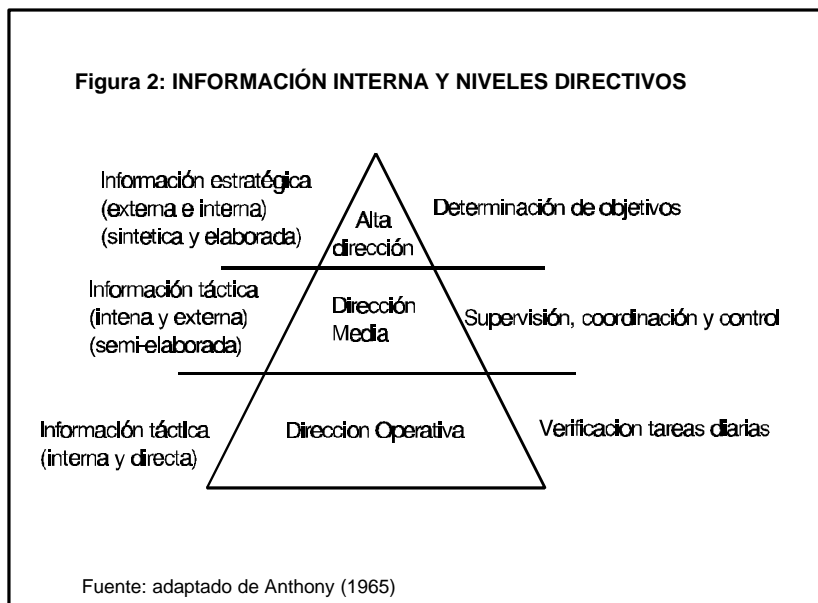 Figura 2: INFORMACIÓN INTERNA Y NIVELES DIRECTIVOS
Información estratégica
(externa e interna)
(sintetica y elaborada)
Alta
dirección
Determinación de objetivos
Información táctica
(intena y externa)
(semi-elaborada)
Dirección
Media
Supervisión, coordinación y control
Información táctica
(interna y directa)
Direccion Operativa
Verificacion tareas diarias
Fuente: adaptado de Anthony (1965)